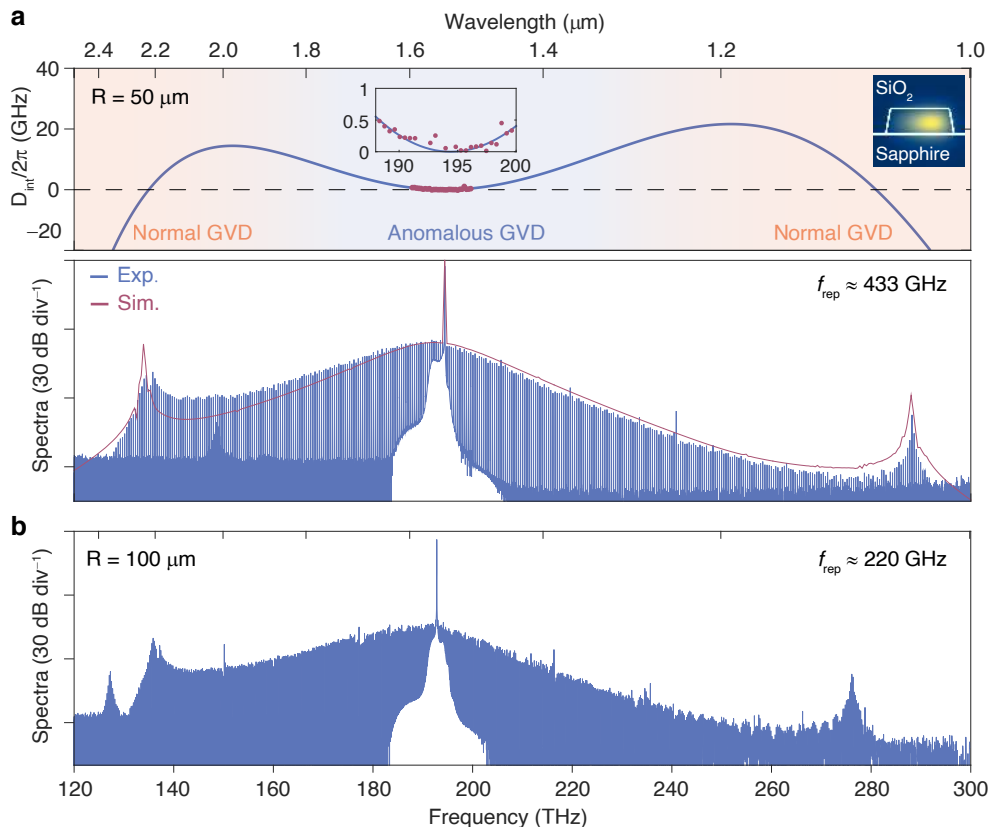 a
Wavelength (μm)
2.4 2.2 2.0 1.8 1.6 1.4 1.2 1.0
40
20
0
−20
D_int/2π (GHz)
R = 50 μm
1
0.5
0
190 195 200
SiO₂
Sapphire
Normal GVD Anomalous GVD Normal GVD
Exp.
Sim.
f_rep ≈ 433 GHz
Spectra (30 dB div⁻¹)
b
R = 100 μm
f_rep ≈ 220 GHz
Spectra (30 dB div⁻¹)
120 140 160 180 200 220 240 260 280 300
Frequency (THz)